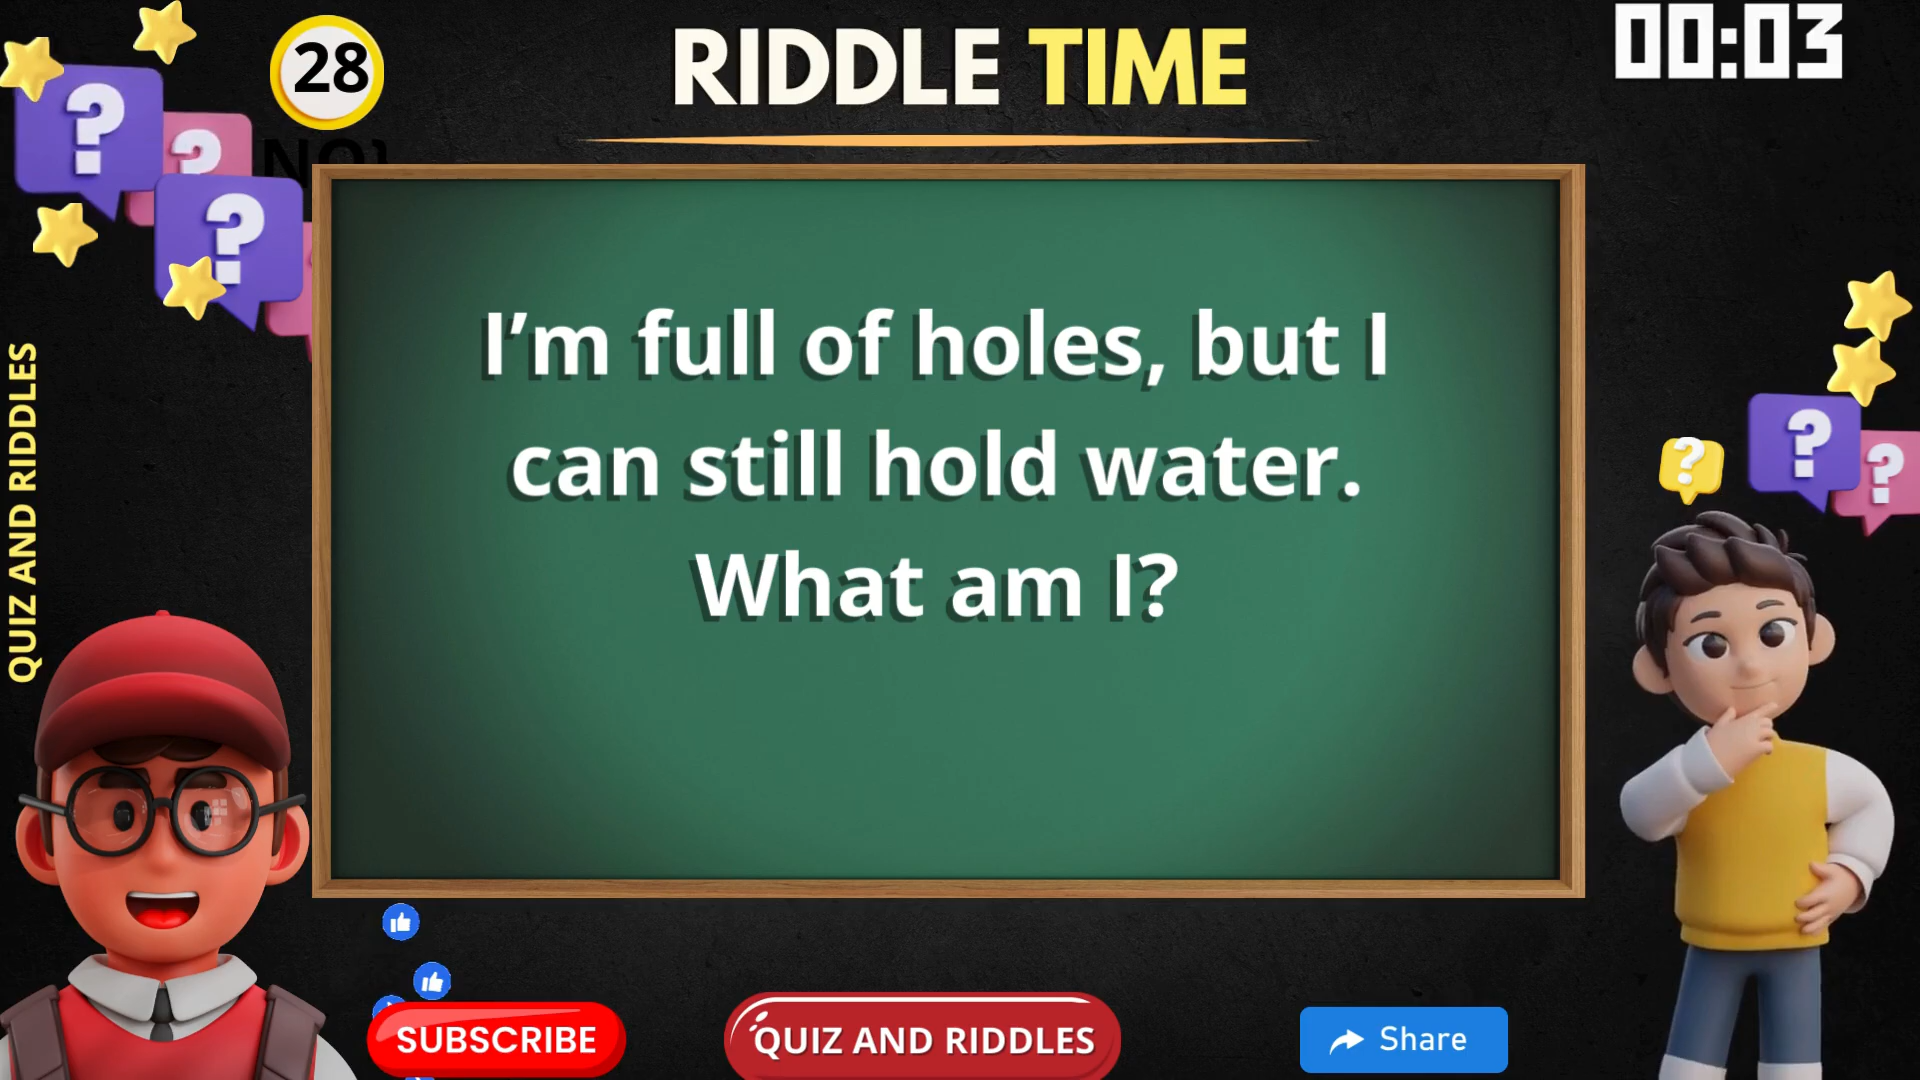 28
RIDDLE TIME
00:03
QUIZ AND RIDDLES
I’m full of holes, but I
can still hold water.
What am I?
SUBSCRIBE
QUIZ AND RIDDLES
Share